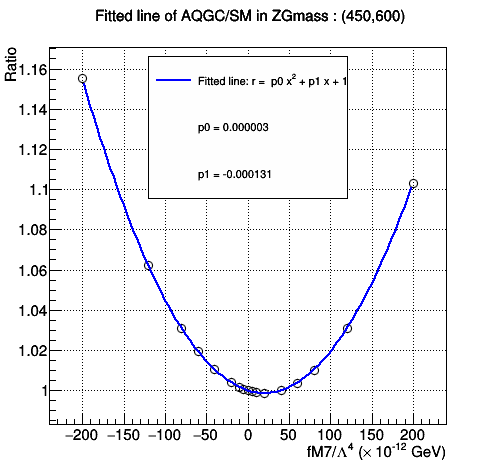 Fitted line of AQGC/SM in ZGmass : (450,600)
Ratio
1.16
1.14
1.12
1.1
1.08
1.06
1.04
1.02
1
Fitted line: r = p0 x² + p1 x + 1
p0 = 0.000003
p1 = -0.000131
−200 −150 −100 −50 0 50 100 150 200
fM7/Λ⁴ (× 10⁻¹² GeV)